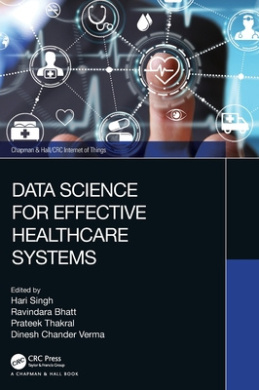 Chapman & Hall/CRC Internet of Things
DATA SCIENCE
FOR EFFECTIVE
HEALTHCARE
SYSTEMS
Edited by
Hari Singh
Ravindara Bhatt
Prateek Thakral
Dinesh Chander Verma
CRC Press
Taylor & Francis Group
A CHAPMAN & HALL BOOK